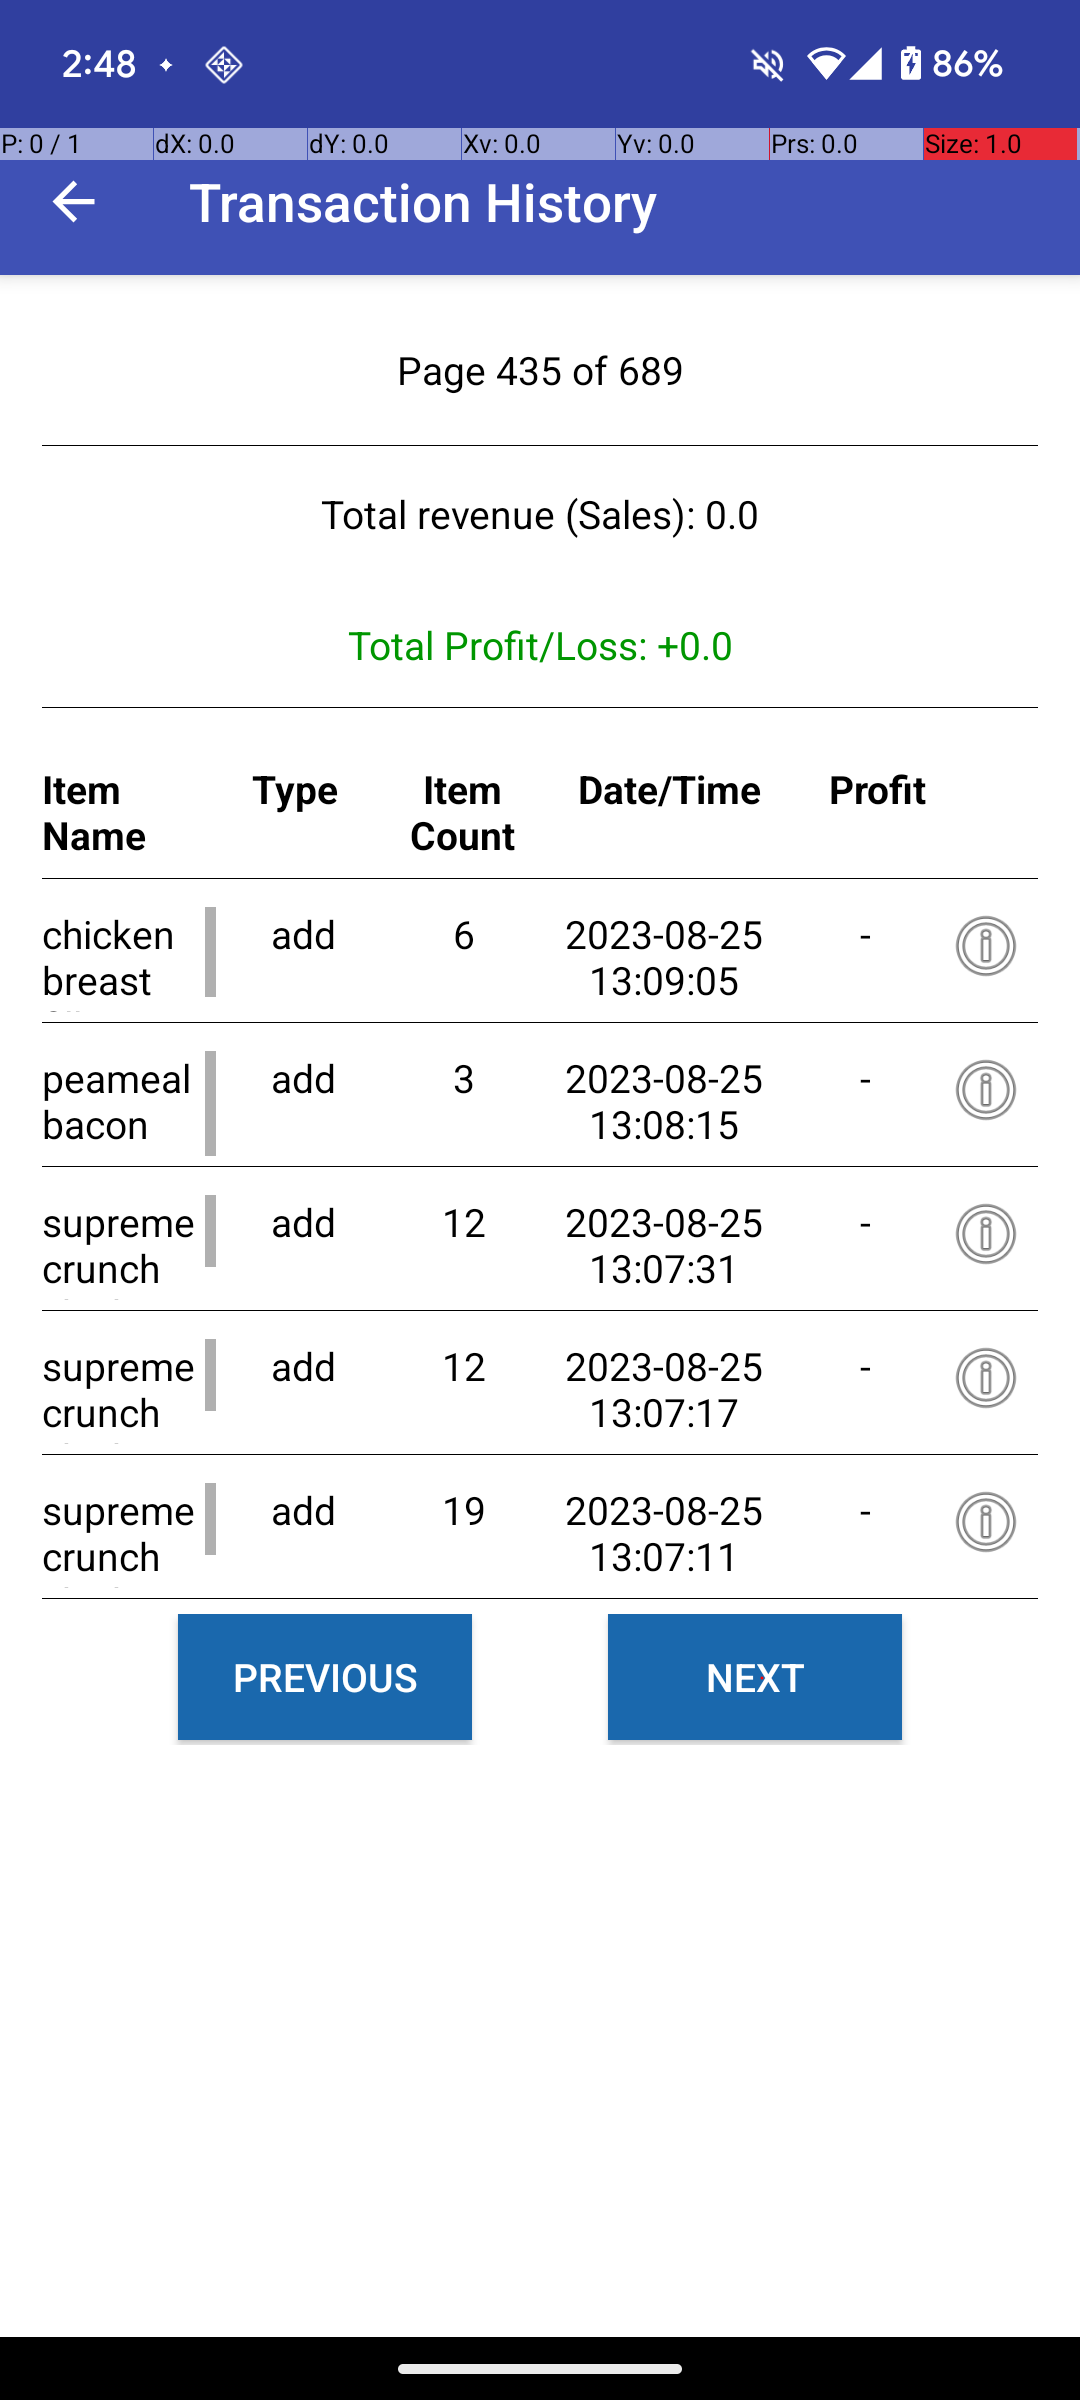 2:48
86%
P: 0 / 1 dX: 0.0 dY: 0.0 Xv: 0.0 Yv: 0.0 Prs: 0.0 Size: 1.0
Transaction History
Page 435 of 689
Total revenue (Sales): 0.0
Total Profit/Loss: +0.0
Item Name Type Item Count Date/Time Profit
chicken breast add 6 2023-08-25 13:09:05 -
peameal bacon add 3 2023-08-25 13:08:15 -
supreme crunch add 12 2023-08-25 13:07:31 -
supreme crunch add 12 2023-08-25 13:07:17 -
supreme crunch add 19 2023-08-25 13:07:11 -
PREVIOUS NEXT